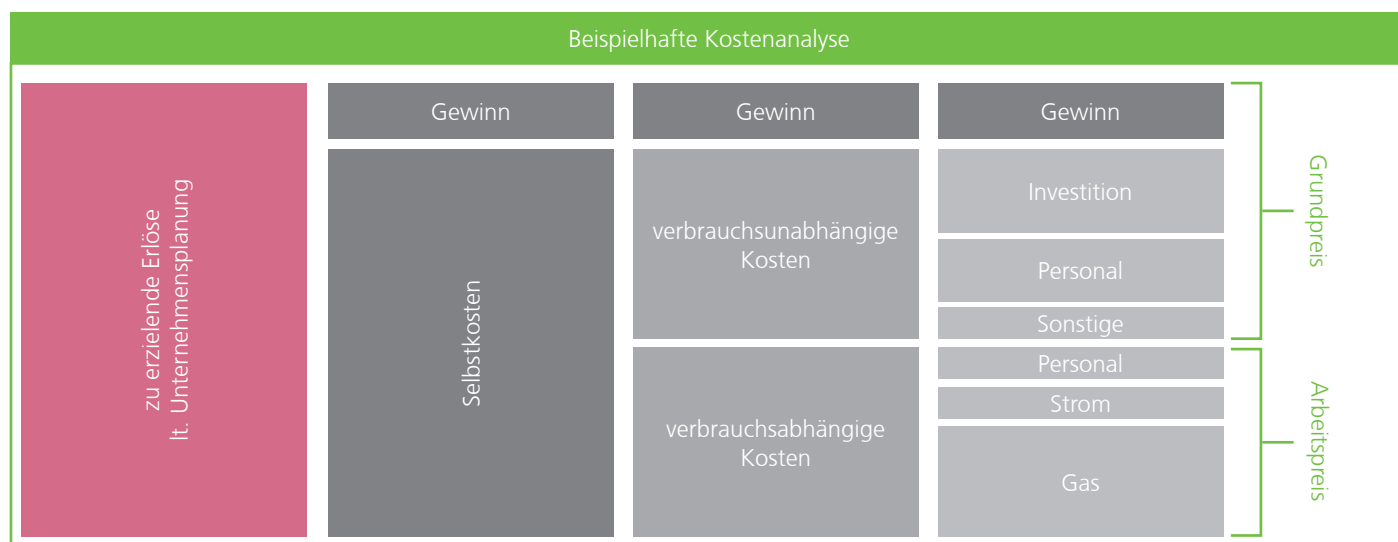 Beispielhafte Kostenanalyse
zu erzielende Erlöse
lt. Unternehmensplanung
Gewinn
Selbstkosten
Gewinn
verbrauchsunabhängige
Kosten
verbrauchsabhängige
Kosten
Gewinn
Investition
Personal
Sonstige
Personal
Strom
Gas
Grundpreis
Arbeitspreis